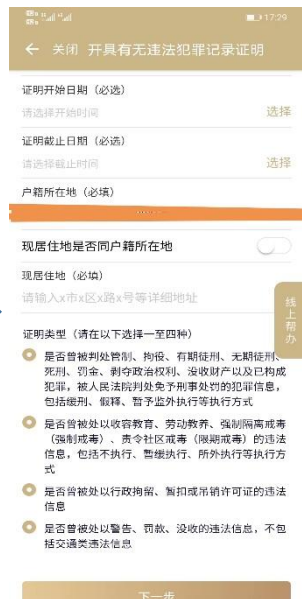 17:29
← 关闭 开具有无违法犯罪记录证明
证明开始日期（必选）
请选择开始时间 选择
证明截止日期（必选）
请选择截止时间 选择
户籍所在地（必填）
现居住地是否同户籍所在地
现居住地（必填）
请输入x市x区x路x号等详细地址
线上帮办
证明类型（请在以下选择一至四种）
是否曾被判处管制、拘役、有期徒刑、无期徒刑、
死刑、罚金、剥夺政治权利、没收财产以及已构成
犯罪，被人民法院判处免予刑事处罚的犯罪信息，
包括缓刑、假释、暂予监外执行等执行方式
是否曾被处以收容教育、劳动教养、强制隔离戒毒
（强制戒毒）、责令社区戒毒（限期戒毒）的违法
信息，包括不执行、暂缓执行、所外执行等执行方
式
是否曾被处以行政拘留、暂扣或吊销许可证的违法
信息
是否曾被处以警告、罚款、没收的违法信息，不包
括交通类违法信息
下一步